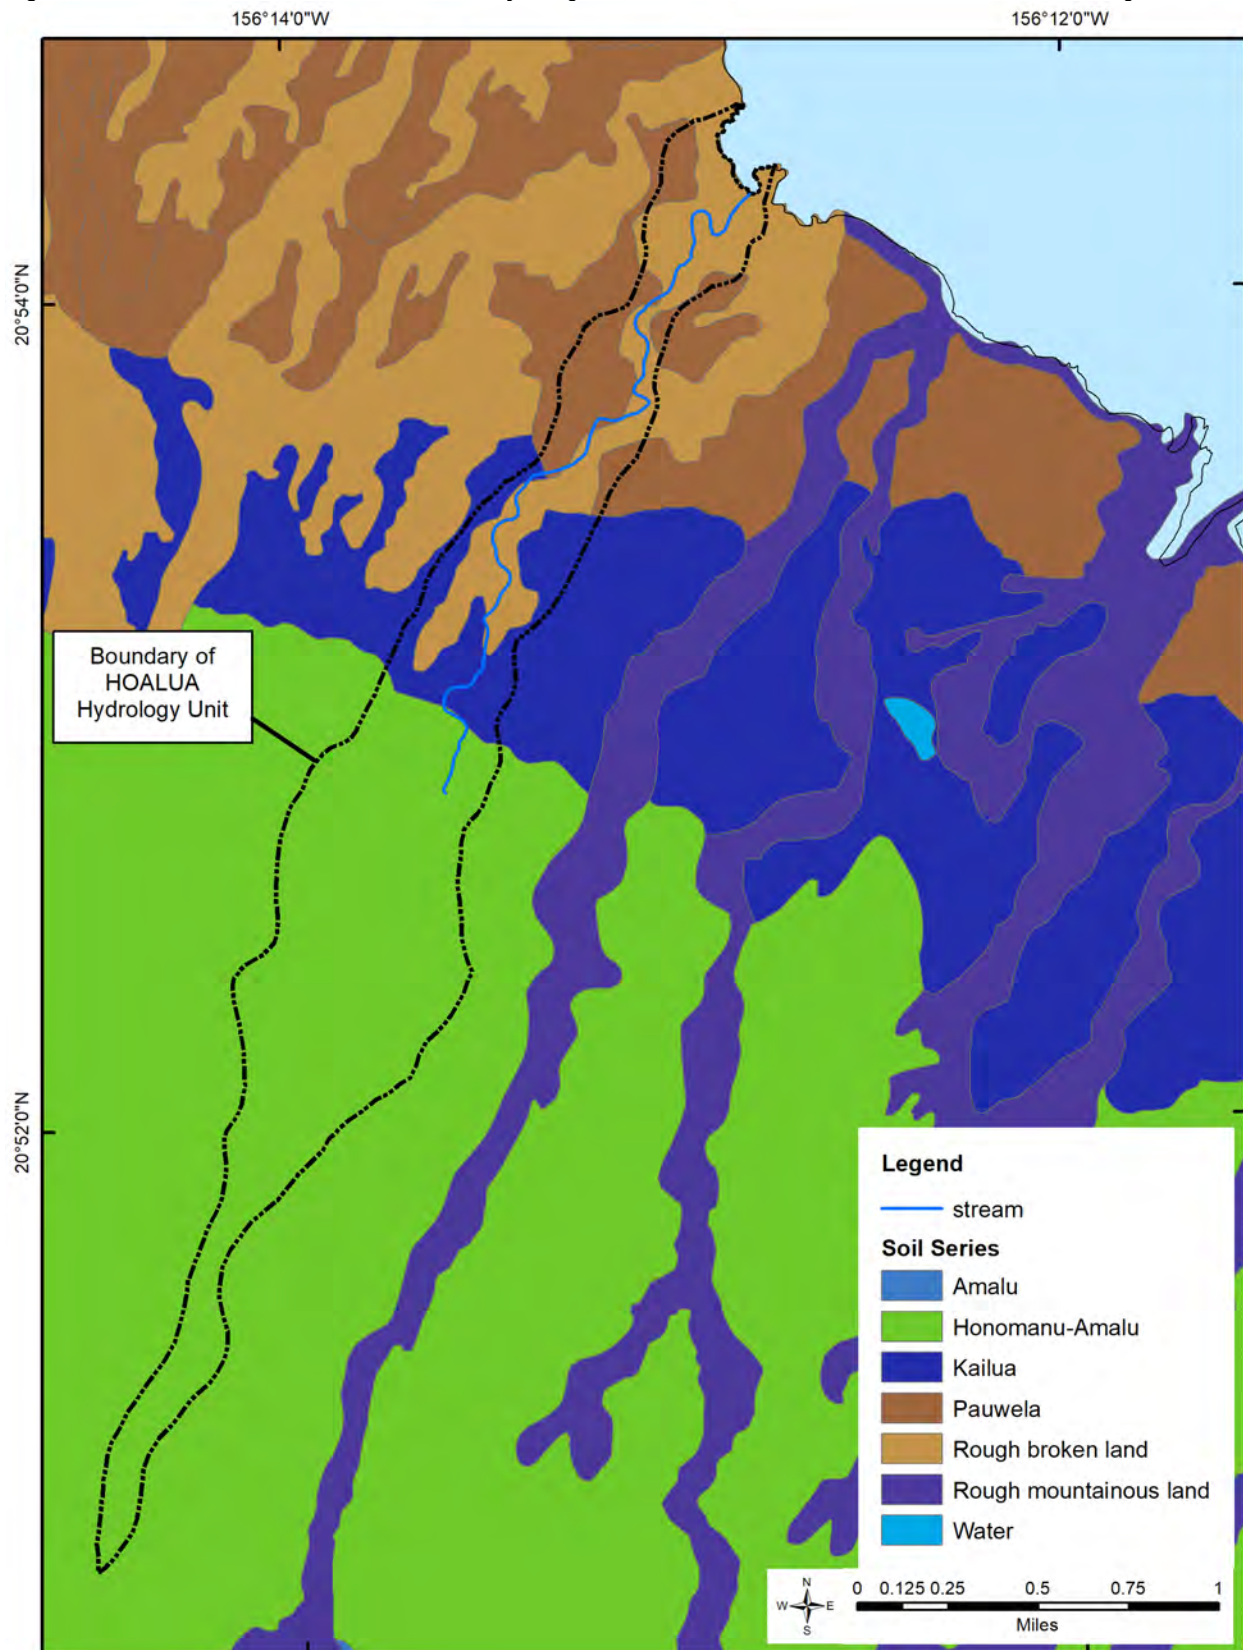 156°14'0"W
156°12'0"W
20°54'0"N
Boundary of
HOALUA
Hydrology Unit
20°52'0"N
Legend
stream
Soil Series
Amalu
Honomanu-Amalu
Kailua
Pauwela
Rough broken land
Rough mountainous land
Water
N
W
E
S
0 0.125 0.25 0.5 0.75 1
Miles